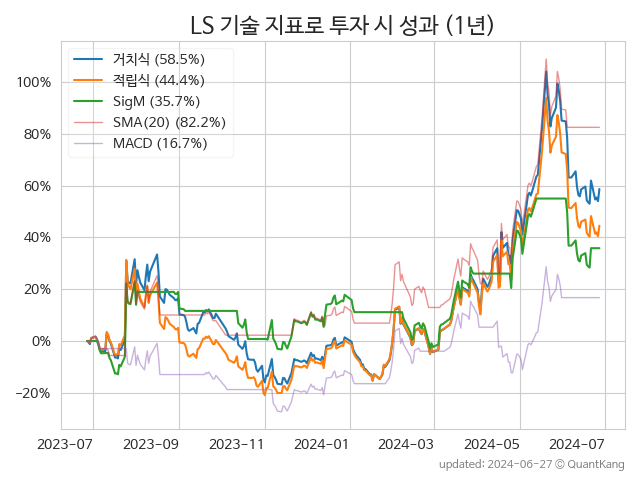 LS 기술 지표로 투자 시 성과 (1년)
거치식 (58.5%)
적립식 (44.4%)
SigM (35.7%)
SMA(20) (82.2%)
MACD (16.7%)
100%
80%
60%
40%
20%
0%
−20%
2023-07 2023-09 2023-11 2024-01 2024-03 2024-05 2024-07
updated: 2024-06-27 © QuantKang